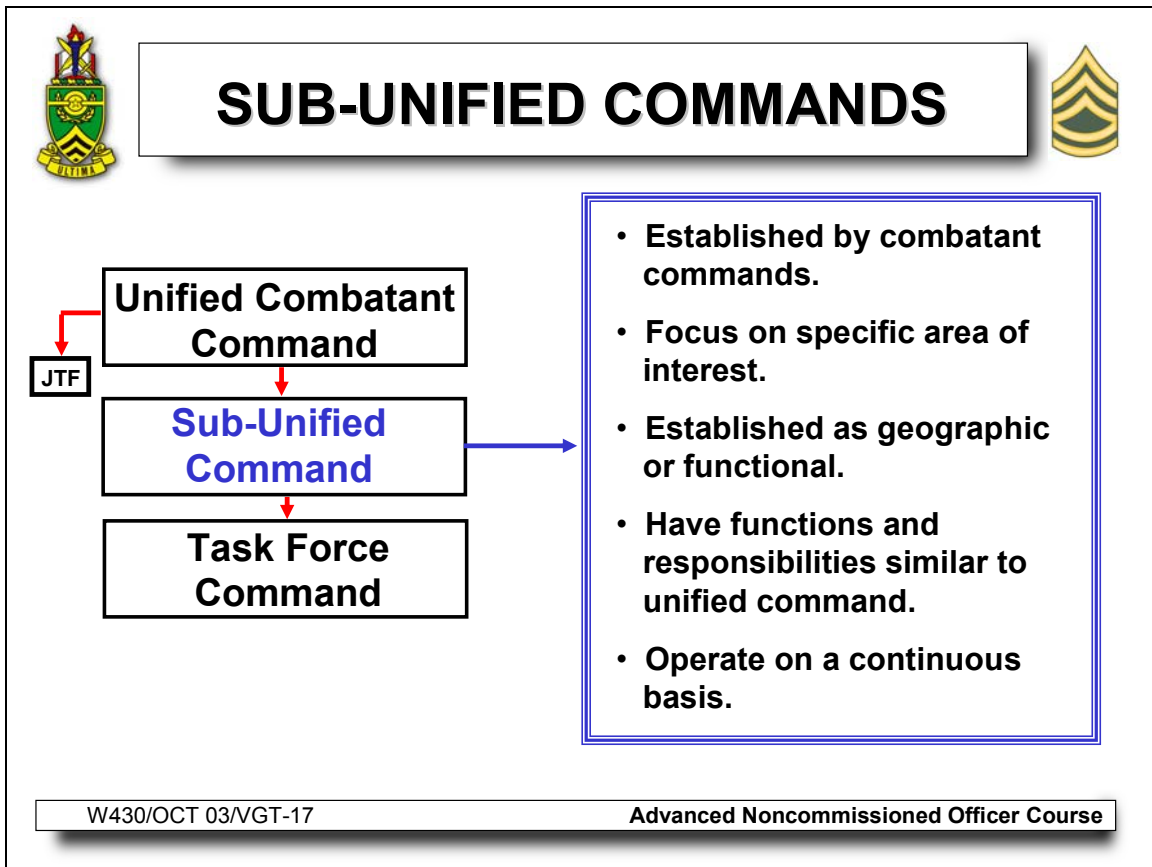 SUB-UNIFIED COMMANDS
ULTIMA
Unified Combatant
Command
JTF
Sub-Unified
Command
Task Force
Command
• Established by combatant
commands.
• Focus on specific area of
interest.
• Established as geographic
or functional.
• Have functions and
responsibilities similar to
unified command.
• Operate on a continuous
basis.
W430/OCT 03/VGT-17
Advanced Noncommissioned Officer Course